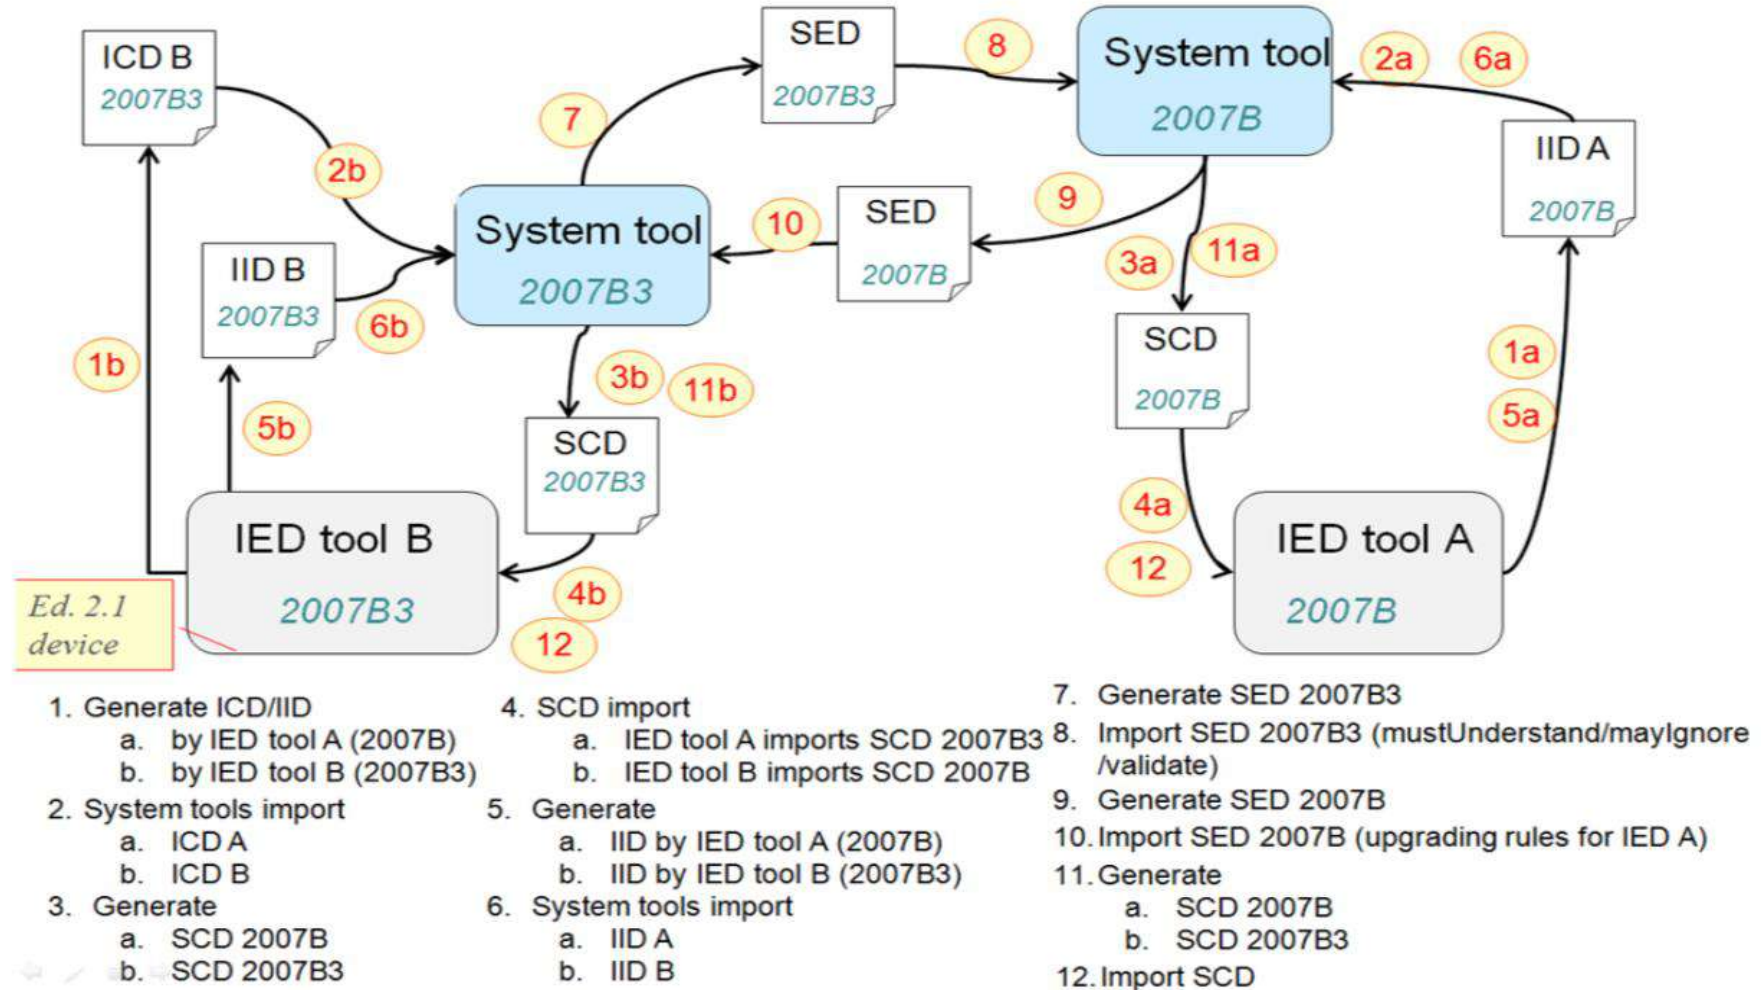 ICD B
2007B3
SED
2007B3
8
System tool
2007B
2a
6a
7
IID A
2007B
2b
System tool
2007B3
10
SED
2007B
9
3a
11a
IID B
2007B3
6b
1b
5b
3b
11b
SCD
2007B3
SCD
2007B
1a
5a
4a
12
IED tool B
2007B3
4b
12
IED tool A
2007B
Ed. 2.1
device
1. Generate ICD/IID
a. by IED tool A (2007B)
b. by IED tool B (2007B3)
2. System tools import
a. ICD A
b. ICD B
3. Generate
a. SCD 2007B
b. SCD 2007B3
4. SCD import
a. IED tool A imports SCD 2007B3
b. IED tool B imports SCD 2007B
5. Generate
a. IID by IED tool A (2007B)
b. IID by IED tool B (2007B3)
6. System tools import
a. IID A
b. IID B
7. Generate SED 2007B3
8. Import SED 2007B3 (mustUnderstand/mayIgnore
/validate)
9. Generate SED 2007B
10. Import SED 2007B (upgrading rules for IED A)
11. Generate
a. SCD 2007B
b. SCD 2007B3
12. Import SCD